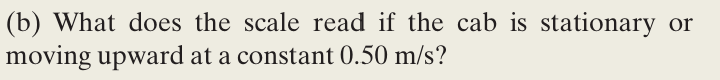 (b) What does the scale read if the cab is stationary or
moving upward at a constant 0.50 m/s?